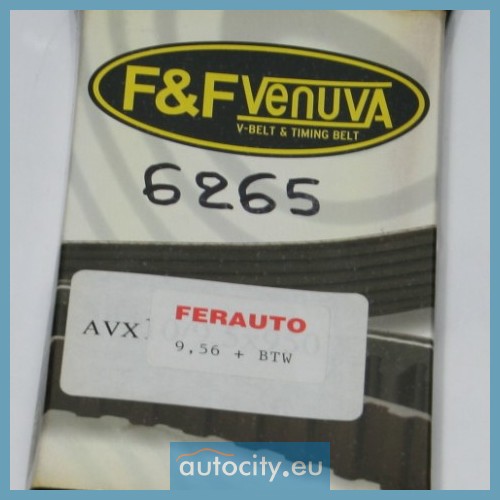 F&F VENUVA
V-BELT & TIMING BELT
6265
AVX
FERAUTO
9,56 + BTW
autocity.eu